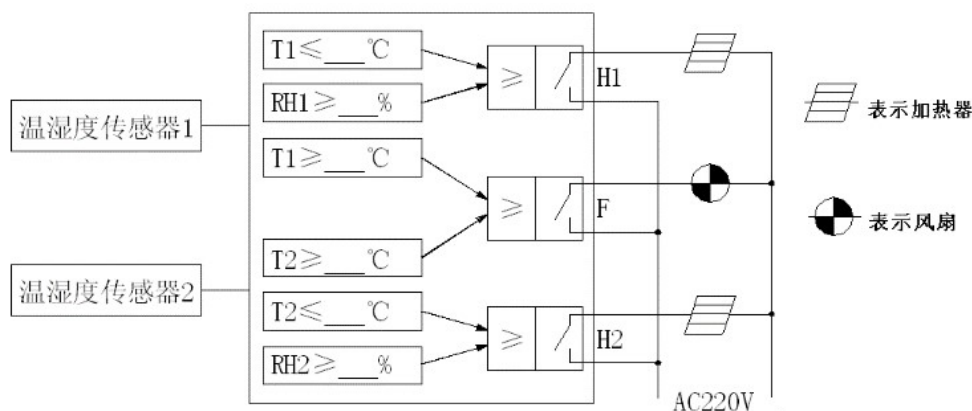 T1≤___℃
RH1≥___%
≥
H1
温湿度传感器1
T1≥___℃
≥
F
T2≥___℃
温湿度传感器2
T2≤___℃
RH2≥___%
≥
H2
AC220V
表示加热器
表示风扇